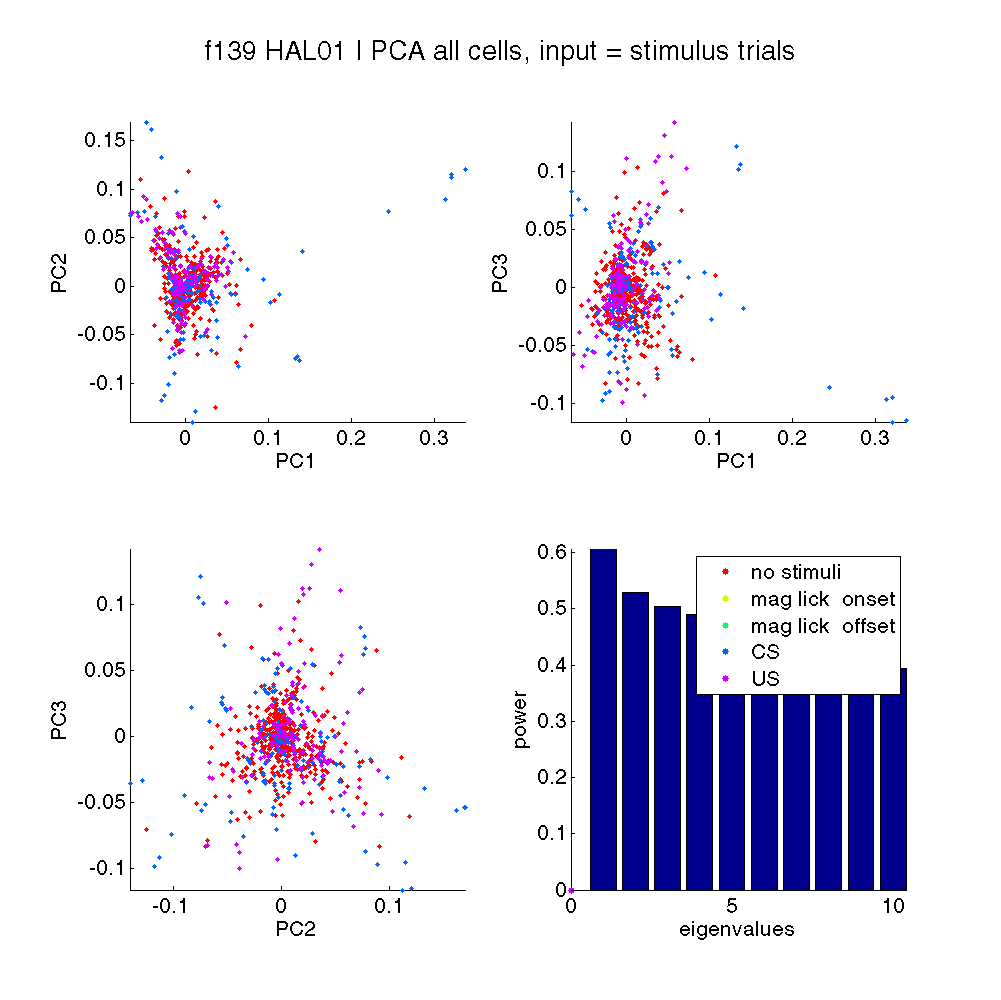 f139 HAL01 | PCA all cells, input = stimulus trials
0.15
0.1
0.05
0
-0.05
-0.1
PC2
0
0.1
0.2
0.3
PC1
0.1
0.05
0
-0.05
-0.1
PC3
0
0.1
0.2
0.3
PC1
0.1
0.05
0
-0.05
-0.1
PC3
-0.1
0
0.1
PC2
0.6
0.5
0.4
0.3
0.2
0.1
0
power
no stimuli
mag lick onset
mag lick offset
CS
US
0
5
10
eigenvalues